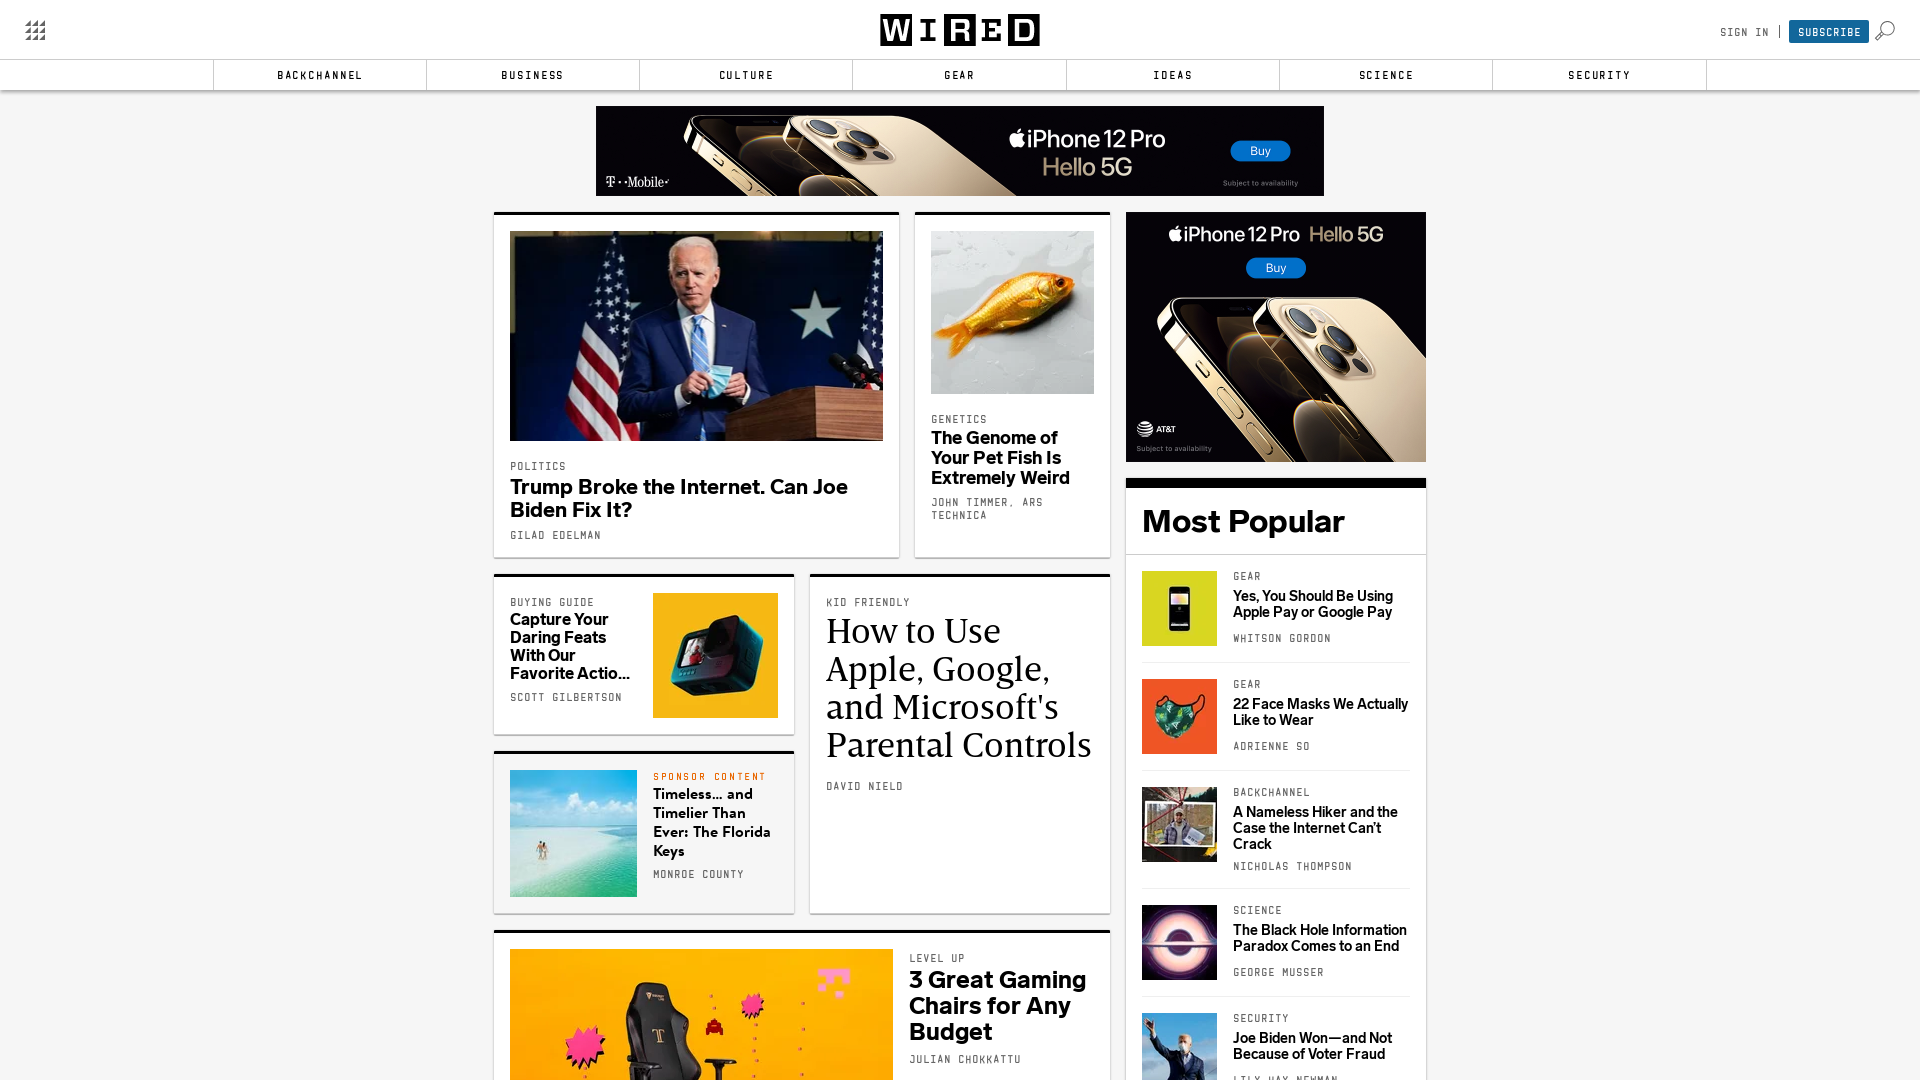 WIRED
SIGN IN
SUBSCRIBE
BACKCHANNEL
BUSINESS
CULTURE
GEAR
IDEAS
SCIENCE
SECURITY
iPhone 12 Pro
Hello 5G
Buy
T··Mobile·
Subject to availability
POLITICS
Trump Broke the Internet. Can Joe
Biden Fix It?
GILAD EDELMAN
GENETICS
The Genome of
Your Pet Fish Is
Extremely Weird
JOHN TIMMER, ARS
TECHNICA
iPhone 12 Pro Hello 5G
Buy
AT&T
Subject to availability
BUYING GUIDE
Capture Your
Daring Feats
With Our
Favorite Actio...
SCOTT GILBERTSON
KID FRIENDLY
How to Use
Apple, Google,
and Microsoft's
Parental Controls
DAVID NIELD
SPONSOR CONTENT
Timeless... and
Timelier Than
Ever: The Florida
Keys
MONROE COUNTY
LEVEL UP
3 Great Gaming
Chairs for Any
Budget
JULIAN CHOKKATTU
Most Popular
GEAR
Yes, You Should Be Using
Apple Pay or Google Pay
WHITSON GORDON
GEAR
22 Face Masks We Actually
Like to Wear
ADRIENNE SO
BACKCHANNEL
A Nameless Hiker and the
Case the Internet Can't
Crack
NICHOLAS THOMPSON
SCIENCE
The Black Hole Information
Paradox Comes to an End
GEORGE MUSSER
SECURITY
Joe Biden Won—and Not
Because of Voter Fraud
LILY HAY NEWMAN